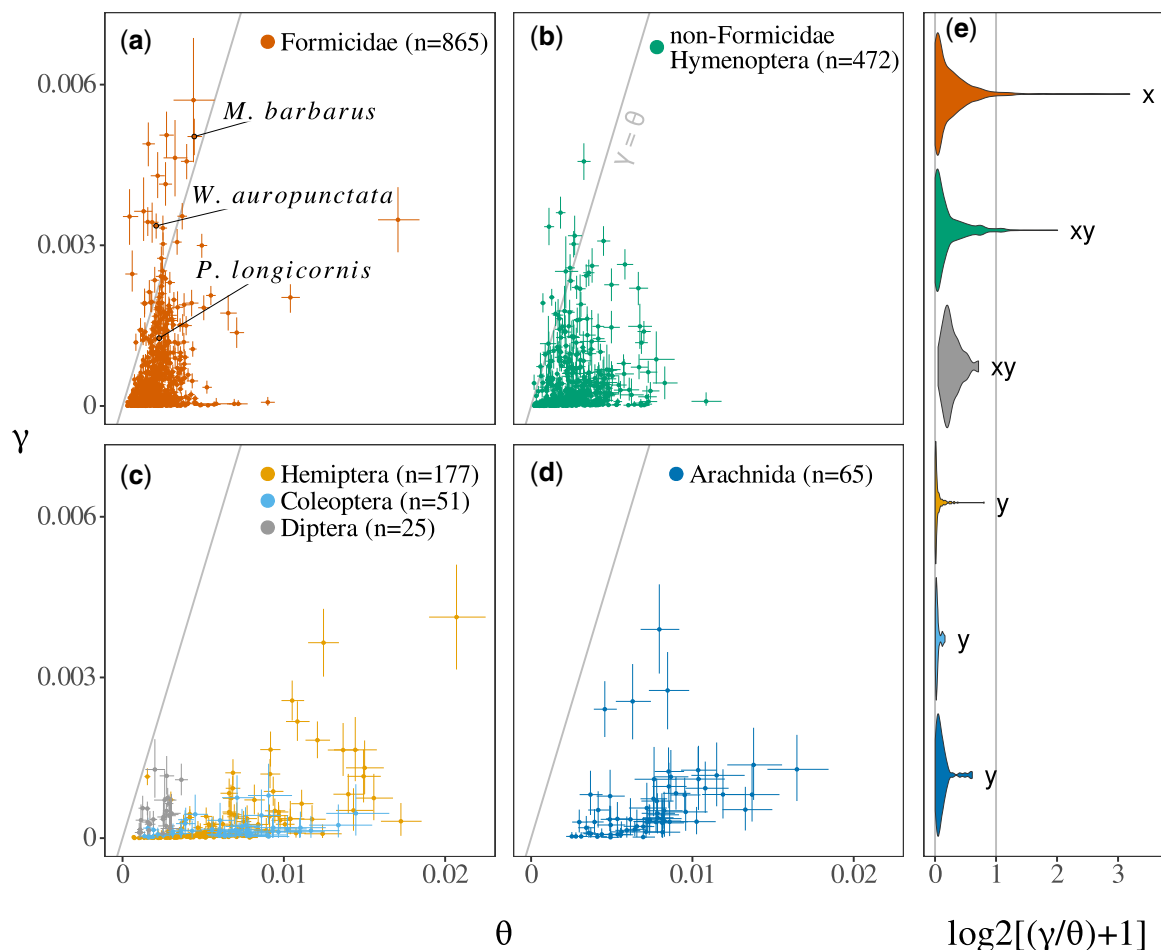 (a)
Formicidae (n=865)
M. barbarus
W. auropunctata
P. longicornis
(b)
non-Formicidae
Hymenoptera (n=472)
γ = θ
(c)
Hemiptera (n=177)
Coleoptera (n=51)
Diptera (n=25)
(d)
Arachnida (n=65)
(e)
x
xy
xy
y
y
y
0.006
0.003
0
γ
0.006
0.003
0
0 0.01 0.02
0 0.01 0.02
0 1 2 3
θ
log2[(γ/θ)+1]